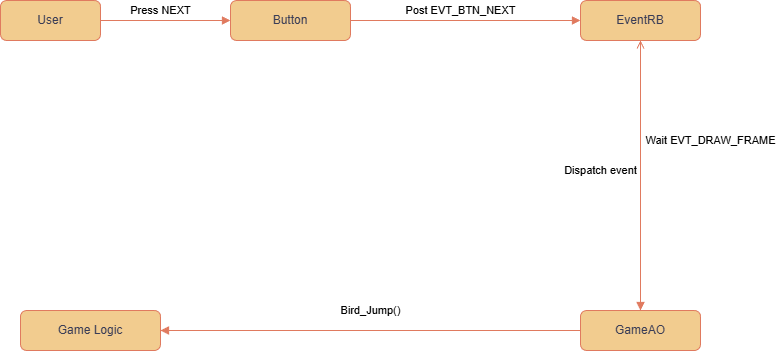 User
Press NEXT
Button
Post EVT_BTN_NEXT
EventRB
Wait EVT_DRAW_FRAME
Dispatch event
Game Logic
Bird_Jump()
GameAO